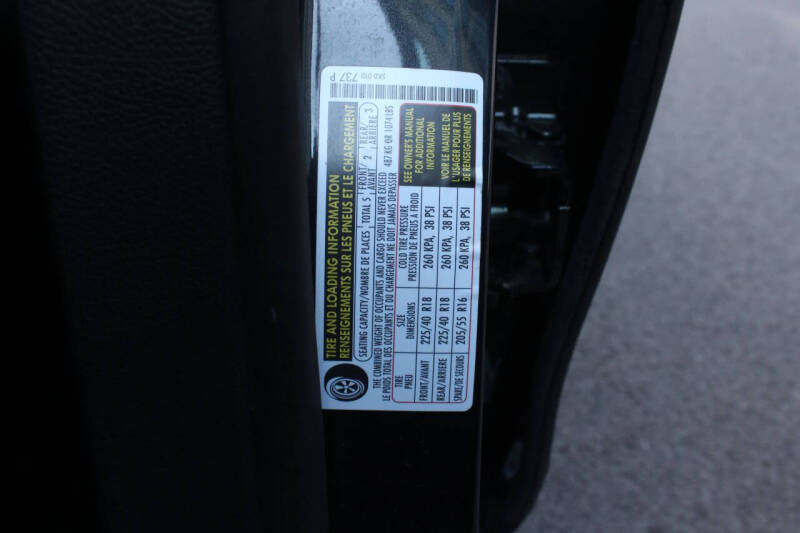 SKD 010 737 P
TIRE AND LOADING INFORMATION
RENSEIGNEMENTS SUR LES PNEUS ET LE CHARGEMENT
SEATING CAPACITY/NOMBRE DE PLACES TOTAL 5 FRONT/AVANT 2 REAR/ARRIERE 3
THE COMBINED WEIGHT OF OCCUPANTS AND CARGO SHOULD NEVER EXCEED
LE POIDS TOTAL DES OCCUPANTS ET DU CHARGEMENT NE DOIT JAMAIS DEPASSER
487 KG OR 1074 LBS
TIRE SIZE COLD TIRE PRESSURE
PNEU DIMENSIONS PRESSION DE PNEUS A FROID
FRONT/AVANT 225/40 R18 260 KPA, 38 PSI
REAR/ARRIERE 225/40 R18 260 KPA, 38 PSI
SPARE/DE SECOURS 205/55 R16 260 KPA, 38 PSI
SEE OWNER'S MANUAL
FOR ADDITIONAL
INFORMATION
VOIR LE MANUEL DE
L'USAGER POUR PLUS
DE RENSEIGNEMENTS